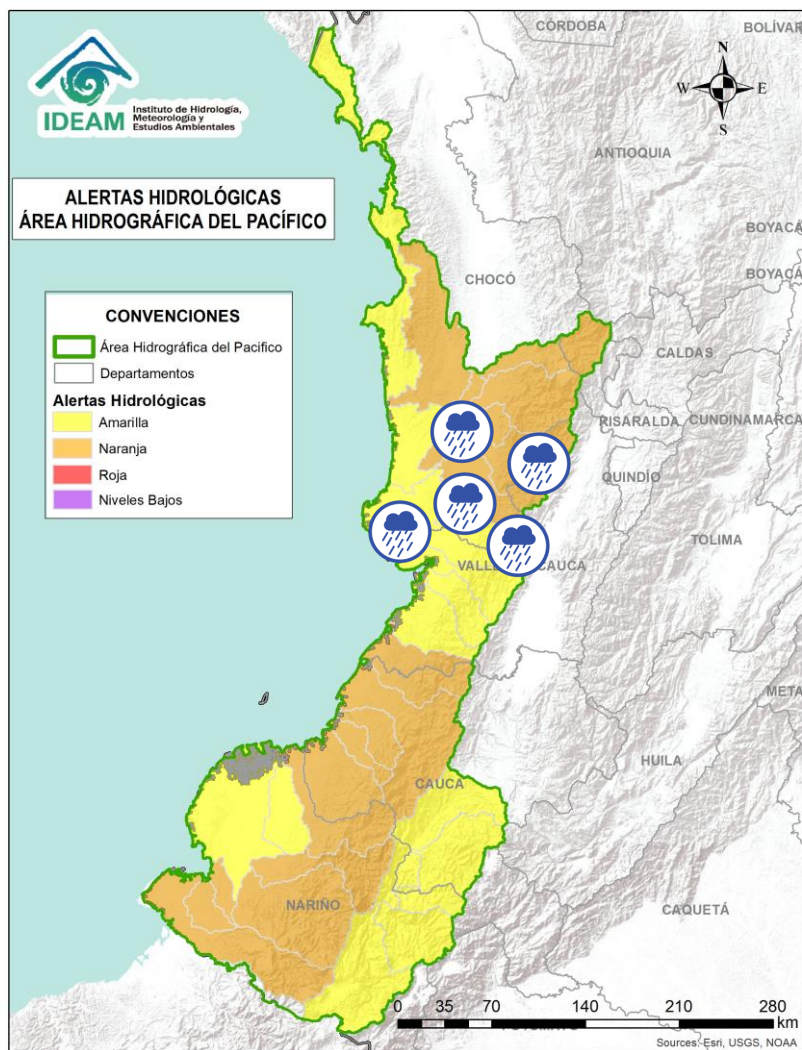 CÓRDOBA
BOLÍVAR
IDEAM
Instituto de Hidrología,
Meteorología y
Estudios Ambientales
N
W
E
S
ANTIOQUIA
ALERTAS HIDROLÓGICAS
ÁREA HIDROGRÁFICA DEL PACÍFICO
BOYACÁ
BOYACÁ
CHOCÓ
CONVENCIONES
Área Hidrográfica del Pacifico
Departamentos
Alertas Hidrológicas
Amarilla
Naranja
Roja
Niveles Bajos
CALDAS
RISARALDA
CUNDINAMARCA
QUINDÍO
TOLIMA
VALLE CAUCA
META
HUILA
CAUCA
NARIÑO
CAQUETÁ
0 35 70 140 210 280
km
Sources: Esri, USGS, NOAA